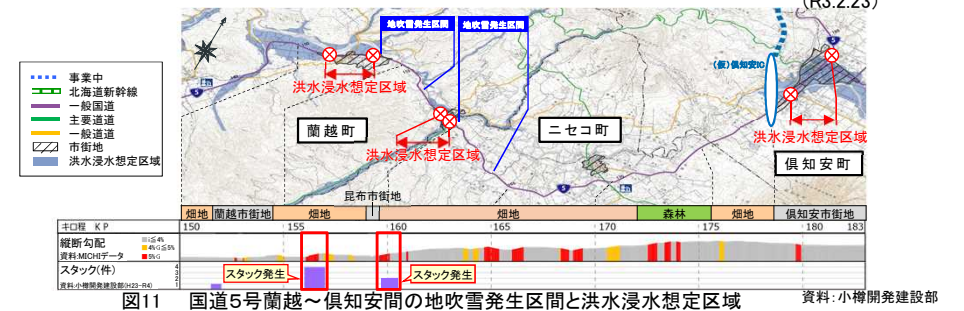 (R3.2.23)
地吹雪発生区間
地吹雪発生区間
(仮)倶知安IC
事業中
北海道新幹線
一般国道
主要道道
一般道道
市街地
洪水浸水想定区域
洪水浸水想定区域
蘭越町
ニセコ町
洪水浸水想定区域
洪水浸水想定区域
倶知安町
昆布市街地
5
5
5
畑地 蘭越市街地 畑地 畑地 森林 畑地 倶知安市街地
キロ程 KP 150 155 160 165 170 175 180 183
縦断勾配
資料:MICHIデータ
i≦4%
4%G≦5%
5%G
スタック(件)
資料:小樽開発建設部(H23-R4)
4
3
2
1
スタック発生
スタック発生
図11 国道5号蘭越~倶知安間の地吹雪発生区間と洪水浸水想定区域
資料:小樽開発建設部